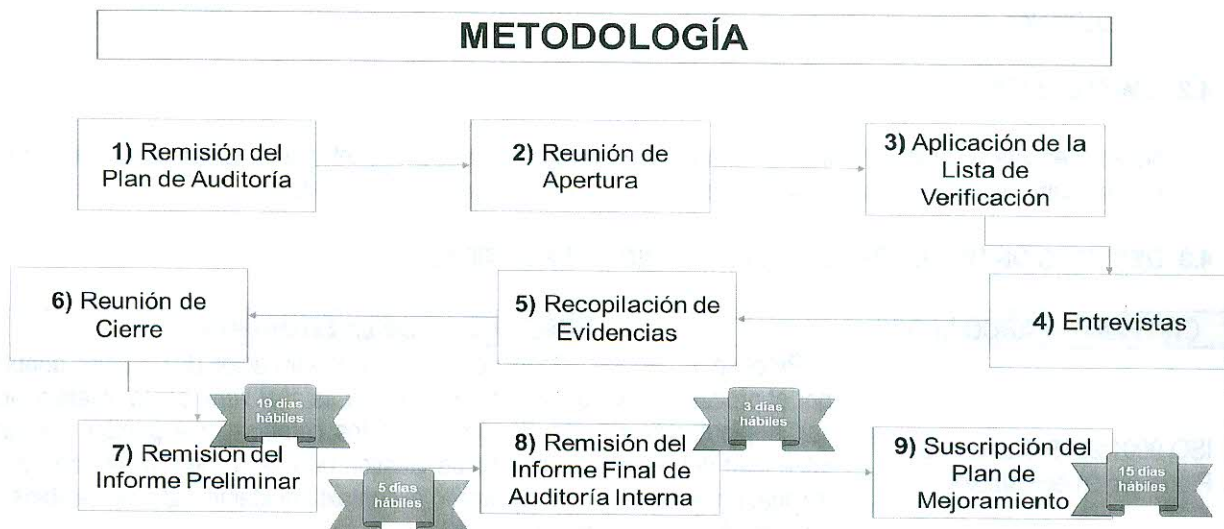 METODOLOGÍA
1) Remisión del
Plan de Auditoría
2) Reunión de
Apertura
3) Aplicación de la
Lista de
Verificación
6) Reunión de
Cierre
5) Recopilación de
Evidencias
4) Entrevistas
10 días
hábiles
3 días
hábiles
7) Remisión del
Informe Preliminar
8) Remisión del
Informe Final de
Auditoría Interna
9) Suscripción del
Plan de
Mejoramiento
5 días
hábiles
15 días
hábiles